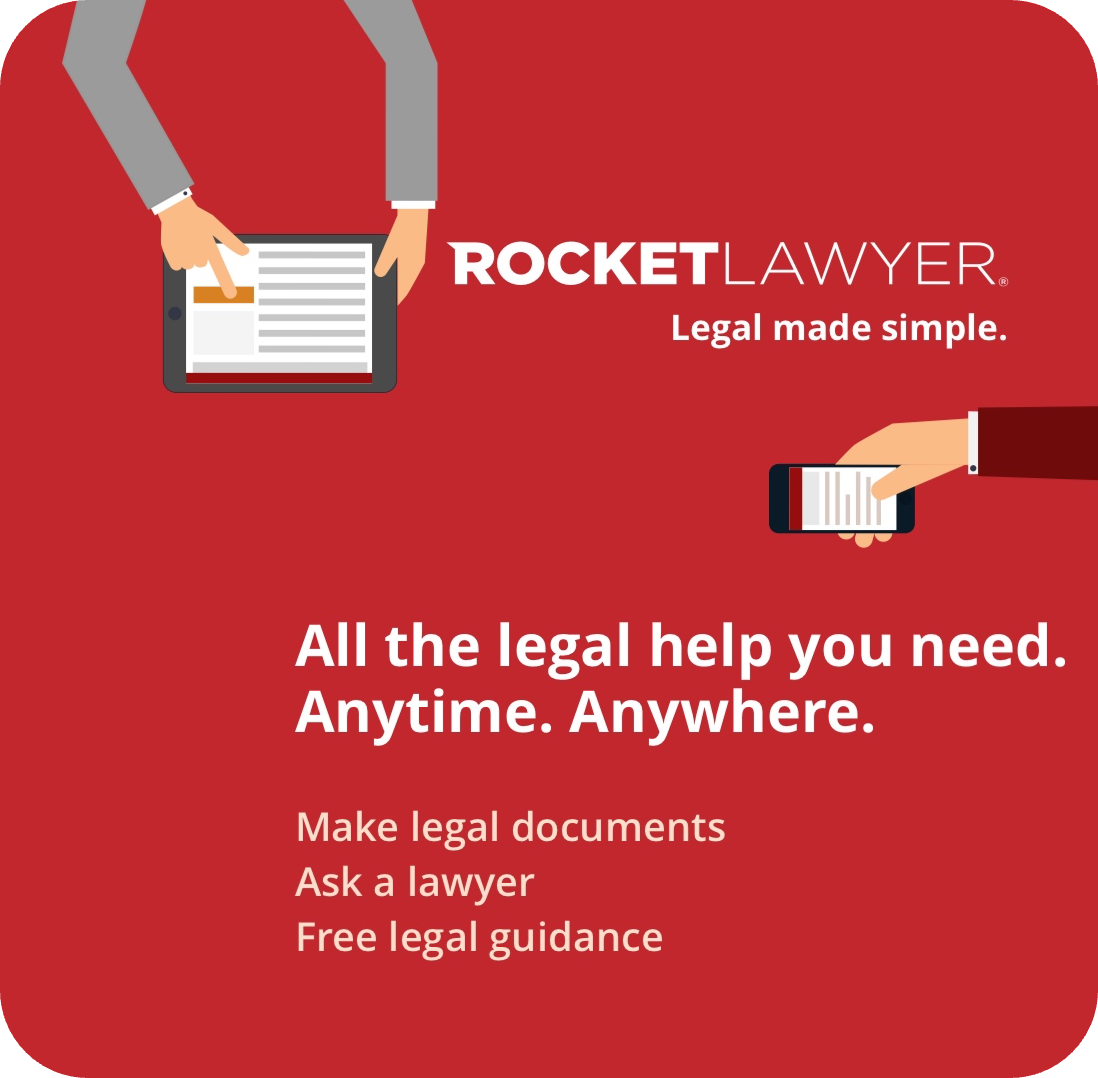 ROCKETLAWYER®
Legal made simple.
All the legal help you need.
Anytime. Anywhere.
Make legal documents
Ask a lawyer
Free legal guidance